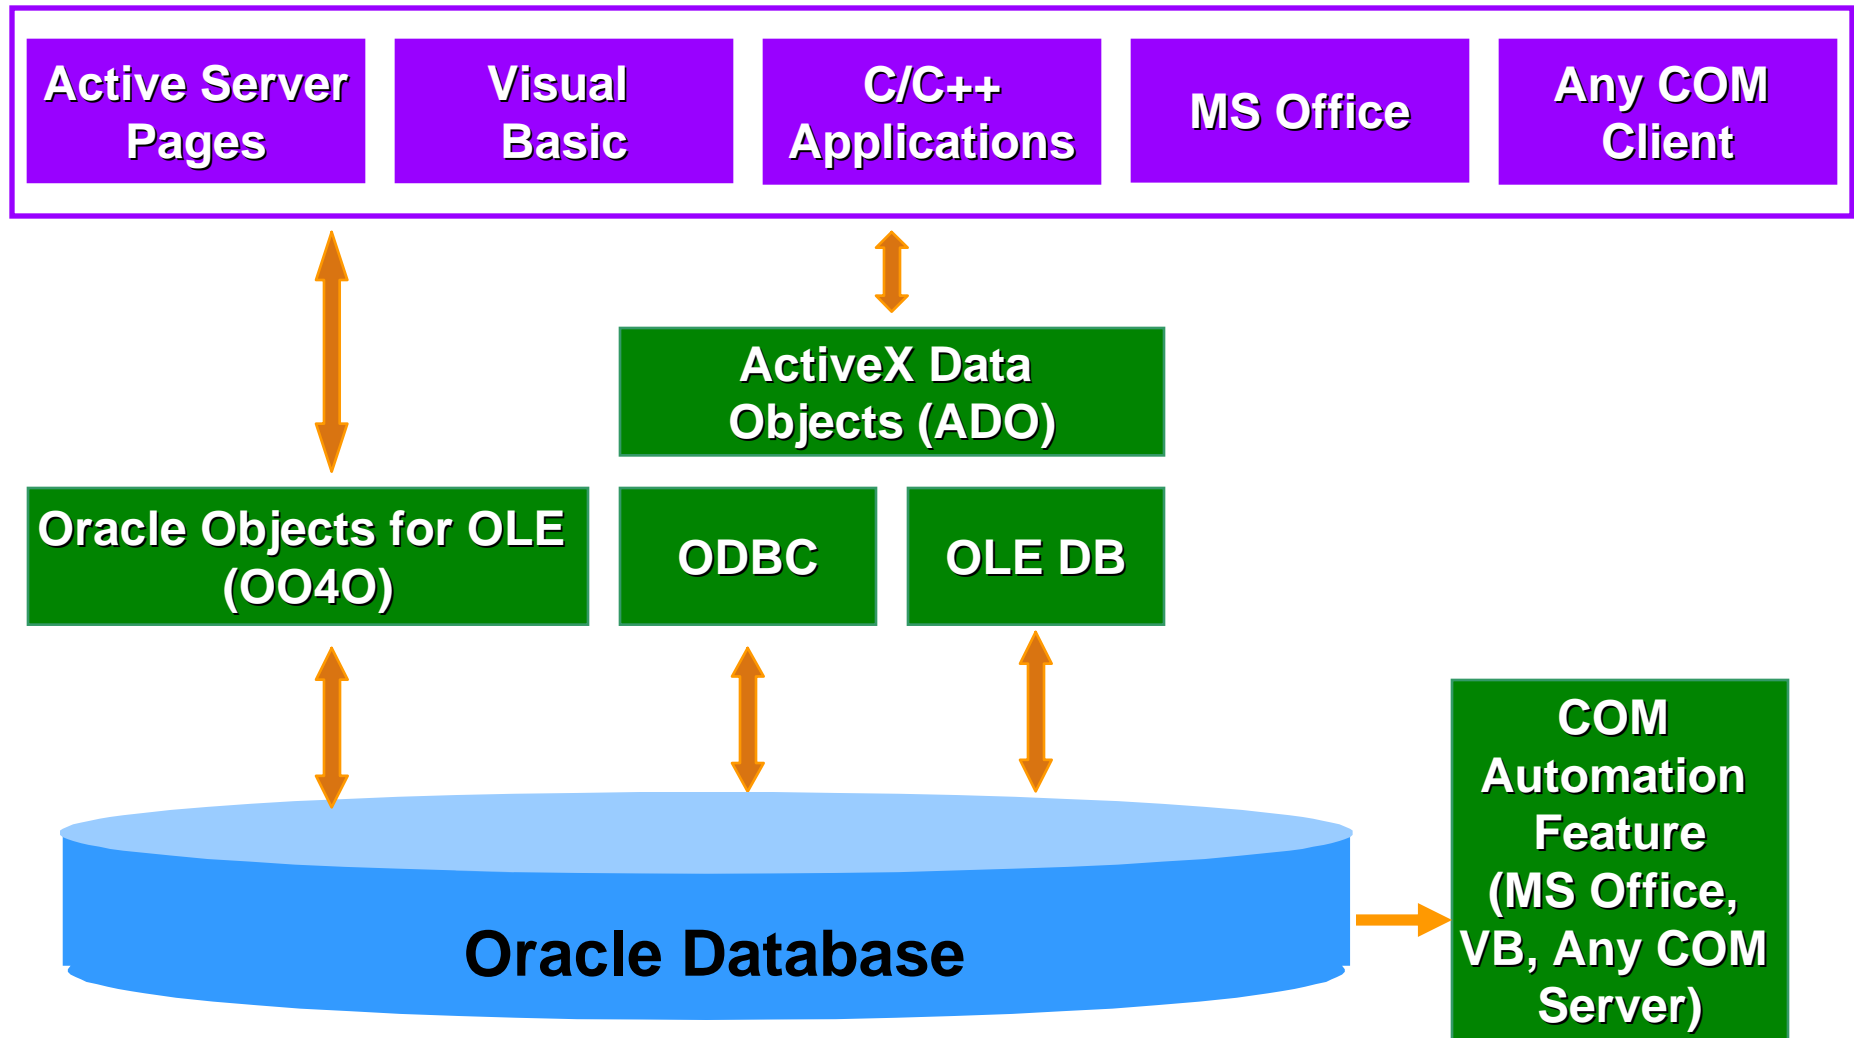 Active Server
Pages
Visual
Basic
C/C++
Applications
MS Office
Any COM
Client
ActiveX Data
Objects (ADO)
Oracle Objects for OLE
(OO4O)
ODBC
OLE DB
COM
Automation
Feature
(MS Office,
VB, Any COM
Server)
Oracle Database